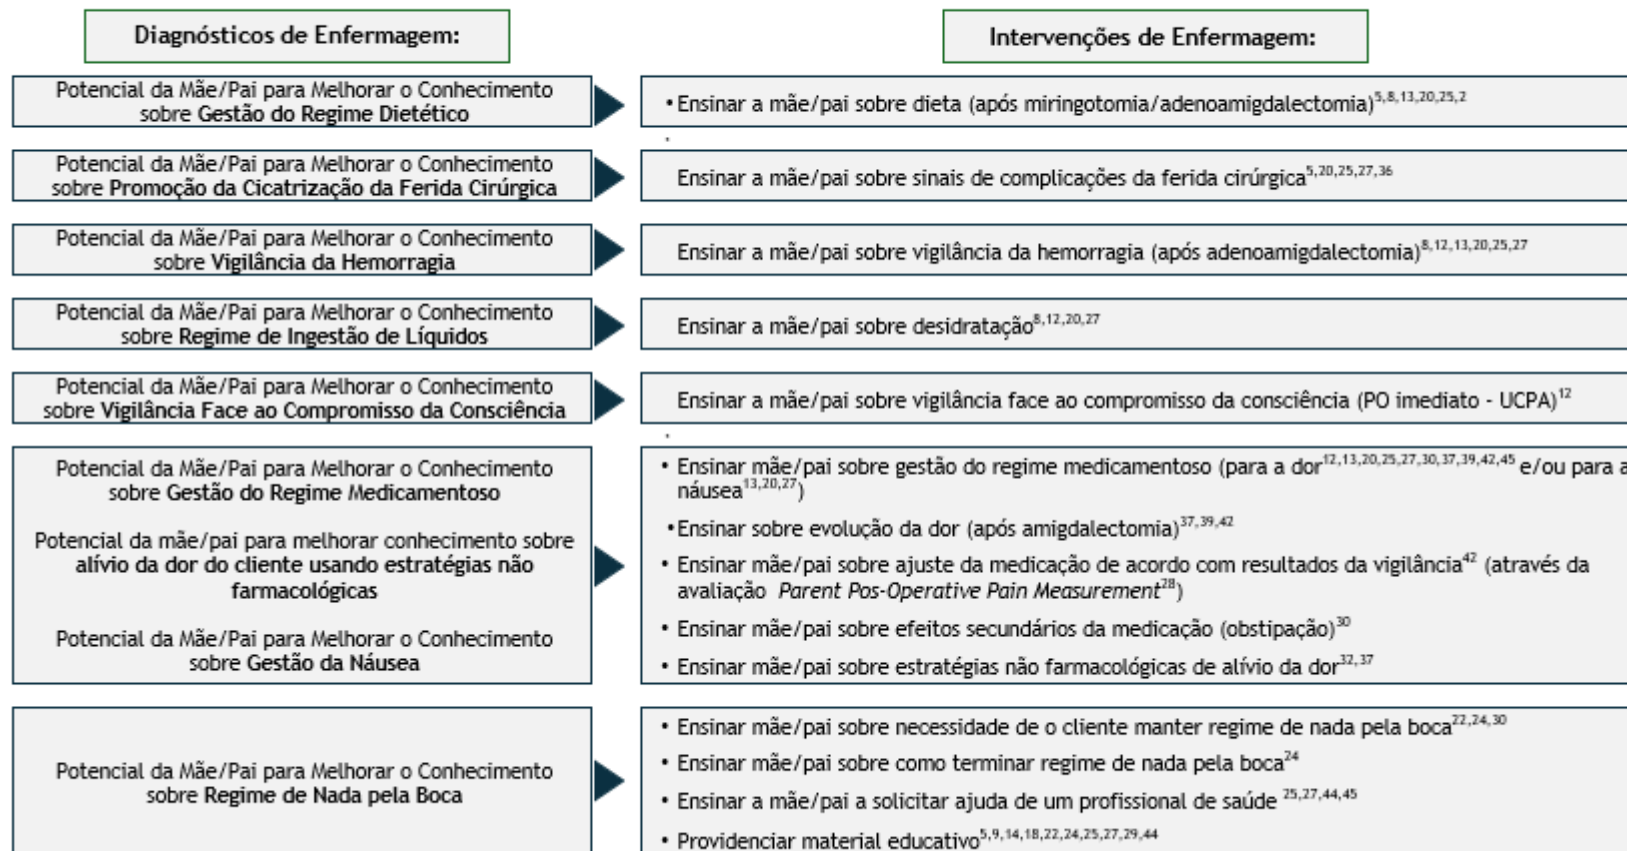 Diagnósticos de Enfermagem:
Intervenções de Enfermagem:
Potencial da Mãe/Pai para Melhorar o Conhecimento
sobre Gestão do Regime Dietético
• Ensinar a mãe/pai sobre dieta (após miringotomia/adenoamigdalectomia)5,8,13,20,25,2
Potencial da Mãe/Pai para Melhorar o Conhecimento
sobre Promoção da Cicatrização da Ferida Cirúrgica
Ensinar a mãe/pai sobre sinais de complicações da ferida cirúrgica5,20,25,27,36
Potencial da Mãe/Pai para Melhorar o Conhecimento
sobre Vigilância da Hemorragia
Ensinar a mãe/pai sobre vigilância da hemorragia (após adenoamigdalectomia)8,12,13,20,25,27
Potencial da Mãe/Pai para Melhorar o Conhecimento
sobre Regime de Ingestão de Líquidos
Ensinar a mãe/pai sobre desidratação8,12,20,27
Potencial da Mãe/Pai para Melhorar o Conhecimento
sobre Vigilância Face ao Compromisso da Consciência
Ensinar a mãe/pai sobre vigilância face ao compromisso da consciência (PO imediato - UCPA)12
Potencial da Mãe/Pai para Melhorar o Conhecimento
sobre Gestão do Regime Medicamentoso
Potencial da mãe/pai para melhorar conhecimento sobre
alívio da dor do cliente usando estratégias não
farmacológicas
Potencial da Mãe/Pai para Melhorar o Conhecimento
sobre Gestão da Náusea
• Ensinar mãe/pai sobre gestão do regime medicamentoso (para a dor12,13,20,25,27,30,37,39,42,45 e/ou para a
náusea13,20,27)
• Ensinar sobre evolução da dor (após amigdalectomia)37,39,42
• Ensinar mãe/pai sobre ajuste da medicação de acordo com resultados da vigilância42 (através da
avaliação Parent Pos-Operative Pain Measurement28)
• Ensinar mãe/pai sobre efeitos secundários da medicação (obstipação)30
• Ensinar mãe/pai sobre estratégias não farmacológicas de alívio da dor32,37
Potencial da Mãe/Pai para Melhorar o Conhecimento
sobre Regime de Nada pela Boca
• Ensinar mãe/pai sobre necessidade de o cliente manter regime de nada pela boca22,24,30
• Ensinar mãe/pai sobre como terminar regime de nada pela boca24
• Ensinar a mãe/pai a solicitar ajuda de um profissional de saúde 25,27,44,45
• Providenciar material educativo5,9,14,18,22,24,25,27,29,44